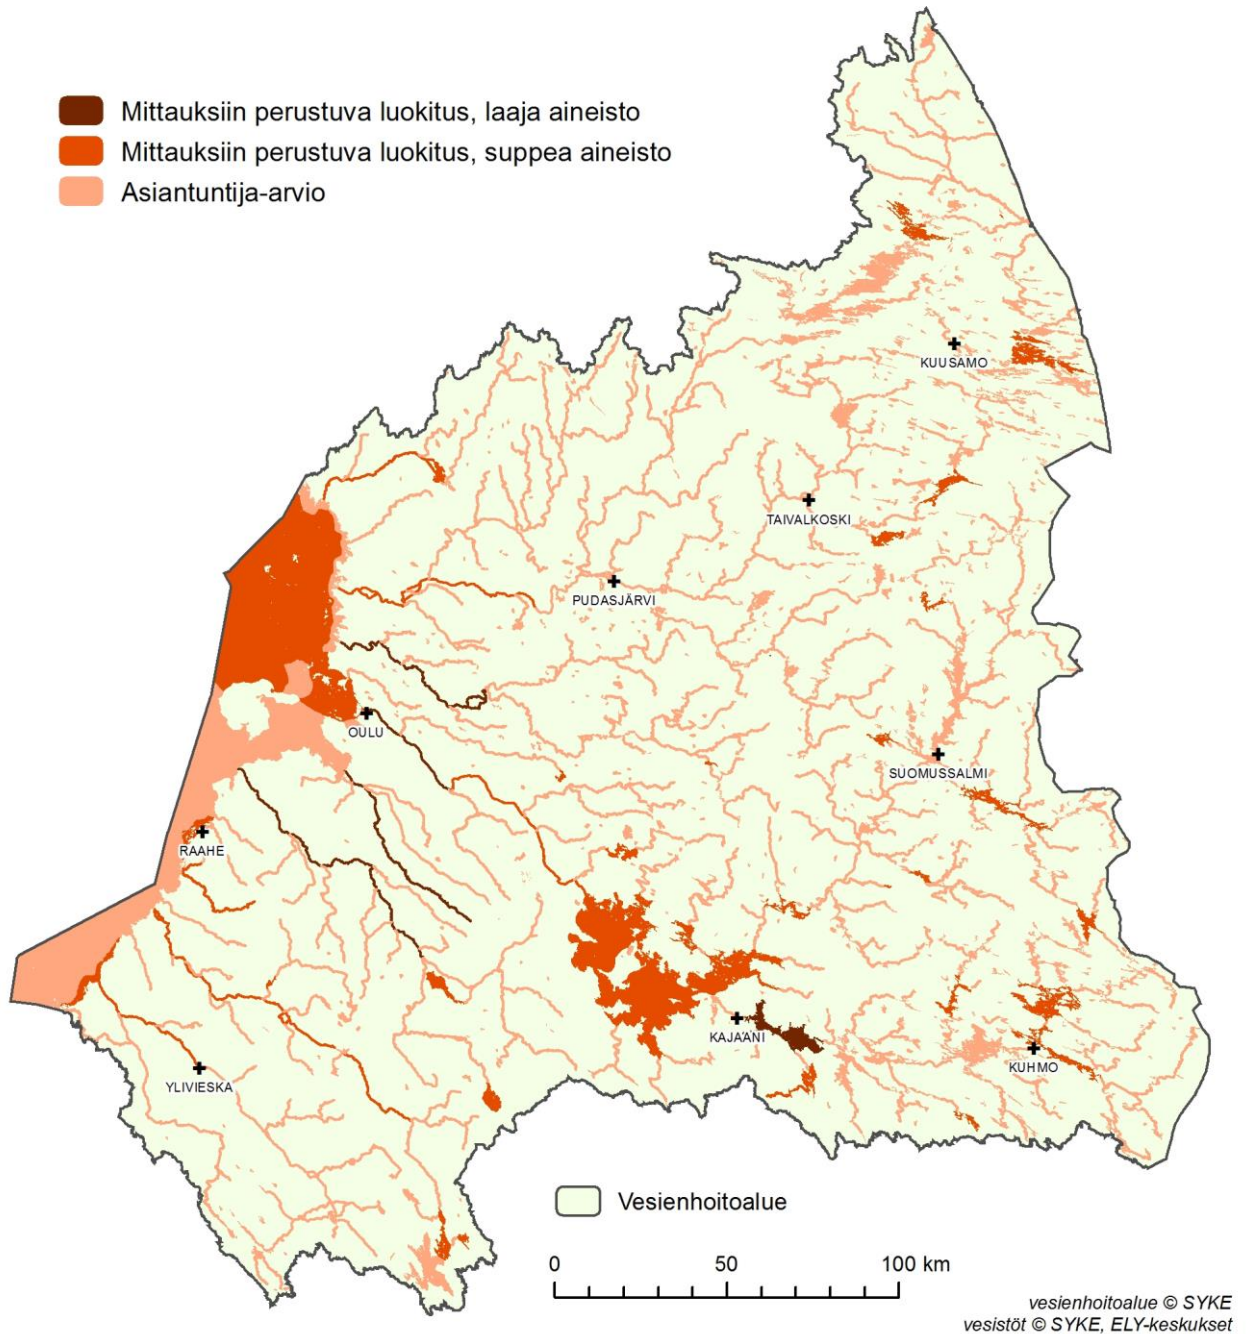 Mittauksiin perustuva luokitus, laaja aineisto
Mittauksiin perustuva luokitus, suppea aineisto
Asiantuntija-arvio
KUUSAMO
TAIVALKOSKI
PUDASJÄRVI
OULU
SUOMUSSALMI
RAAHE
KAJAANI
KUHMO
YLIVIESKA
Vesienhoitoalue
0 50 100 km
vesienhoitoalue © SYKE
vesistöt © SYKE, ELY-keskukset